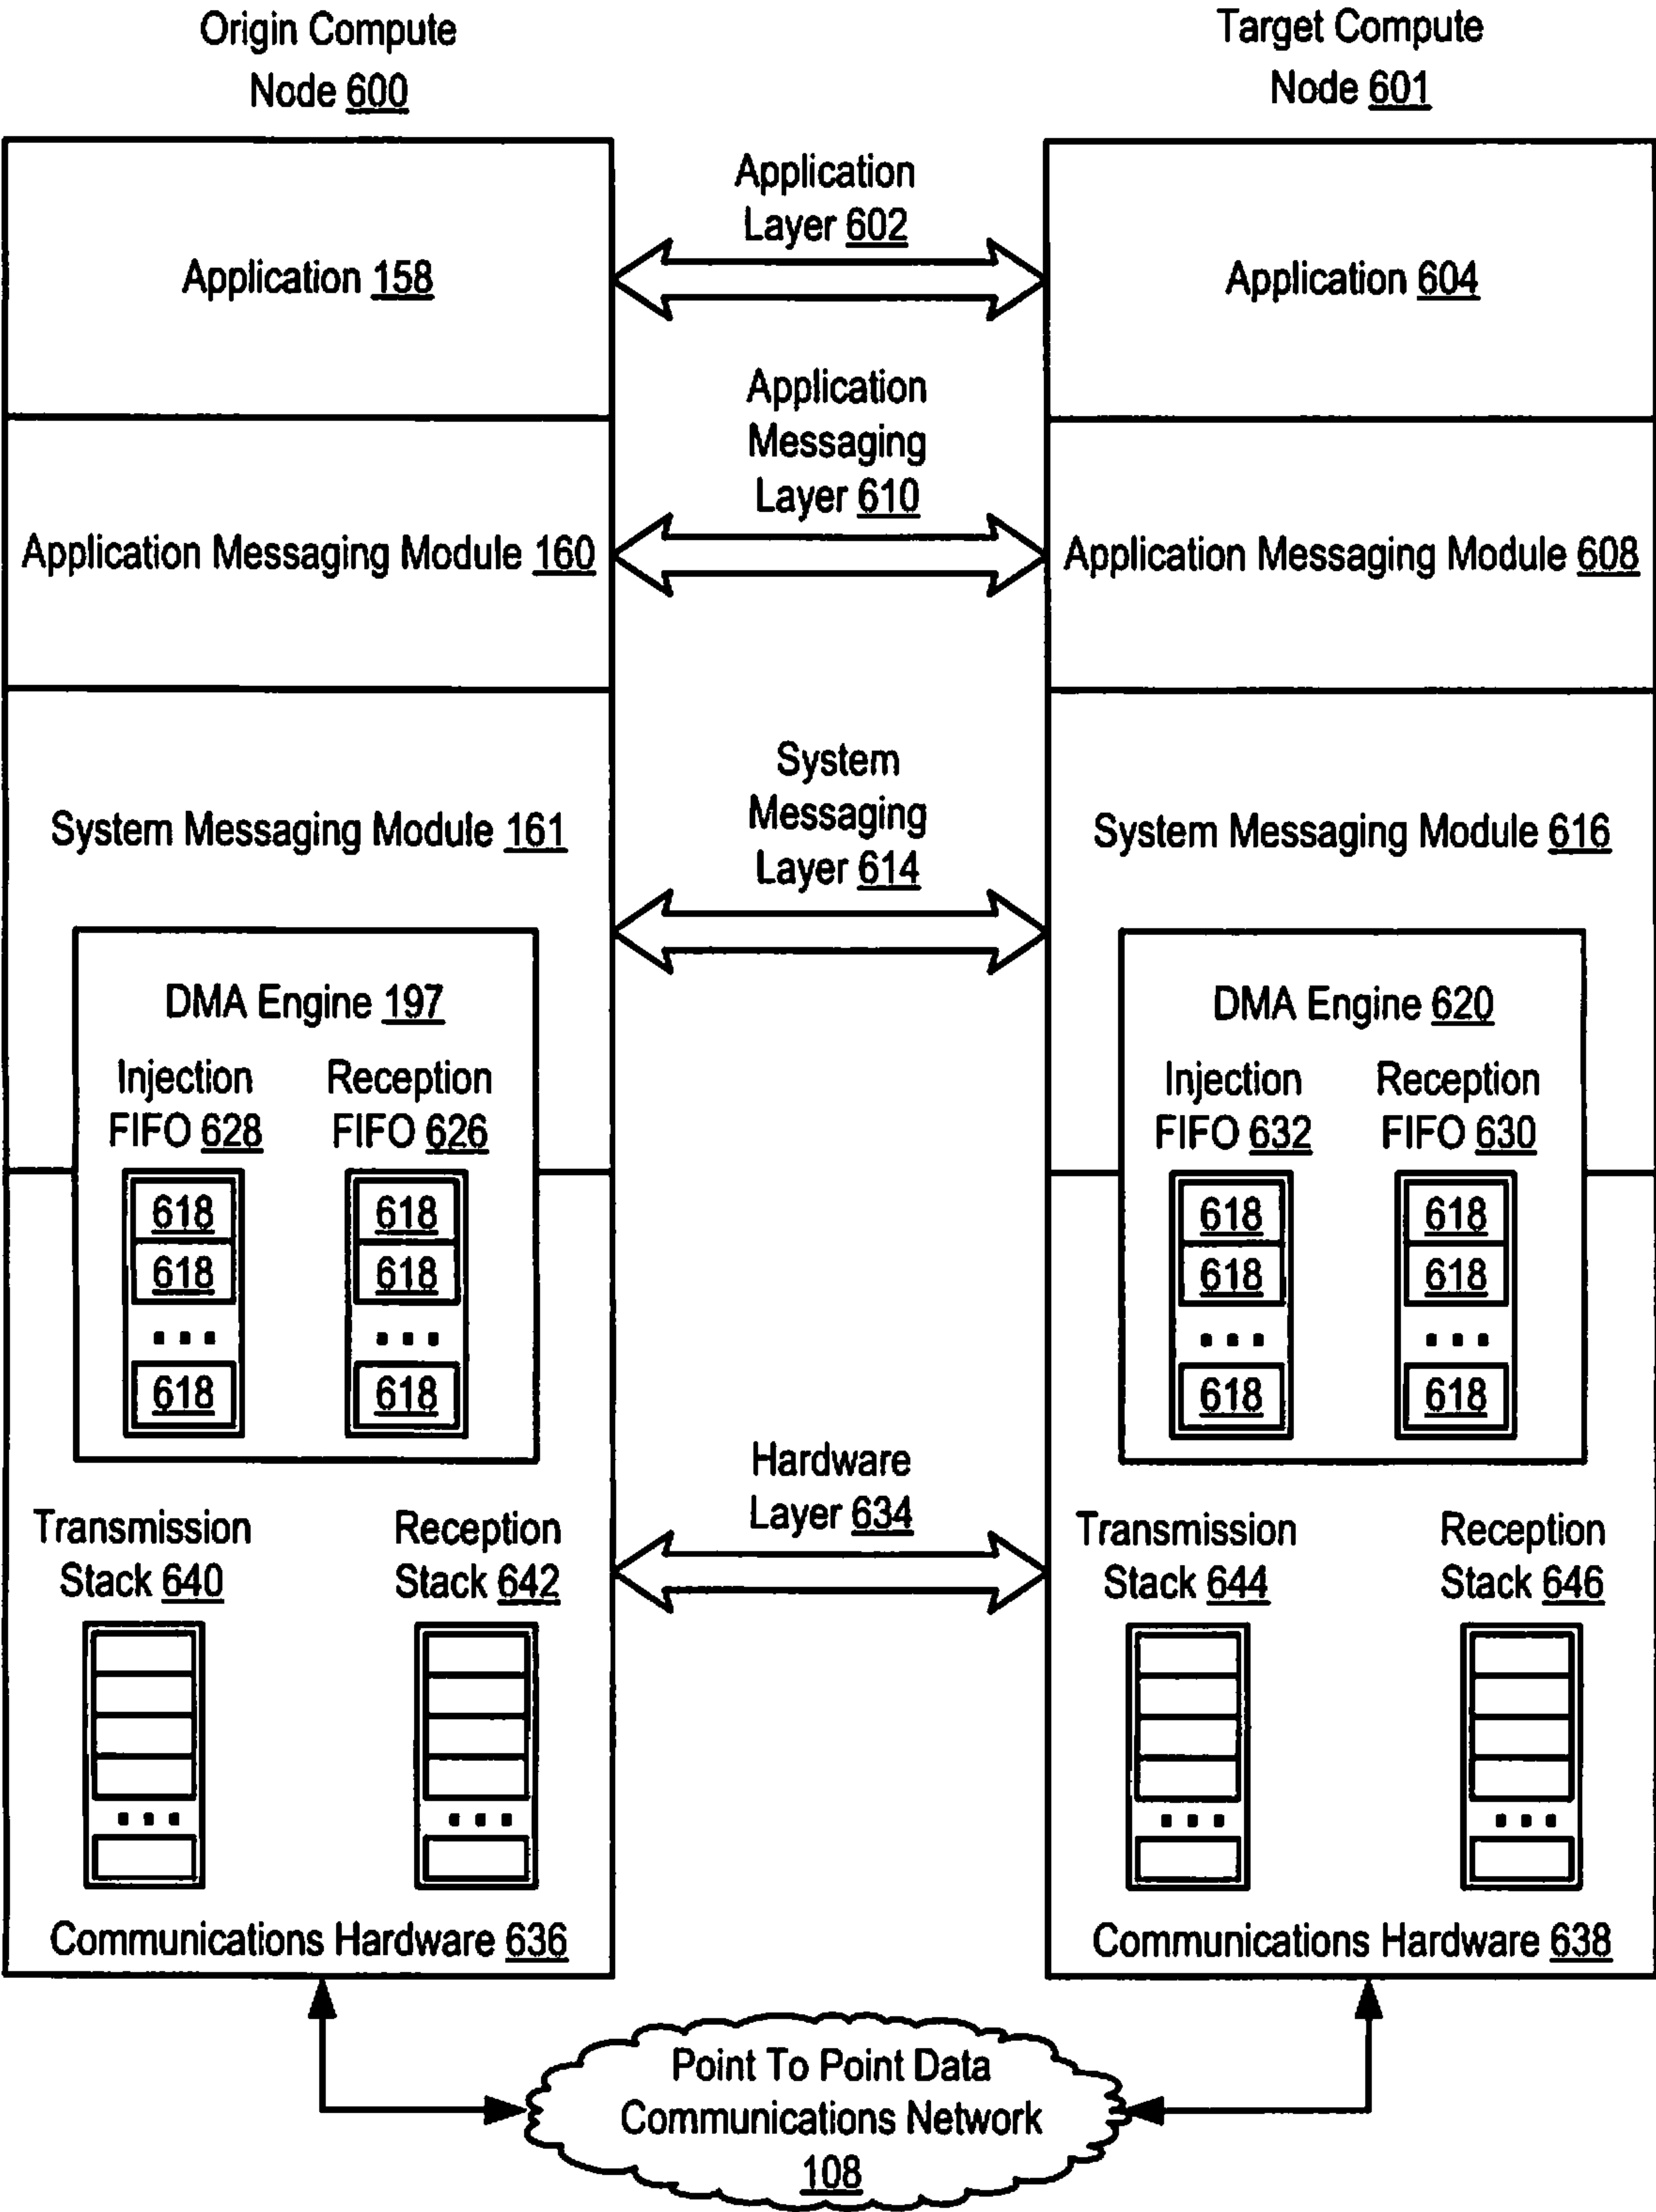 Origin Compute
Node 600
Target Compute
Node 601
Application
Layer 602
Application 158
Application 604
Application
Messaging
Layer 610
Application Messaging Module 160
Application Messaging Module 608
System
Messaging
Layer 614
System Messaging Module 161
System Messaging Module 616
DMA Engine 197
Injection
FIFO 628
618
618
...
618
Reception
FIFO 626
618
618
...
618
DMA Engine 620
Injection
FIFO 632
618
618
...
618
Reception
FIFO 630
618
618
...
618
Hardware
Layer 634
Transmission
Stack 640
...
Reception
Stack 642
...
Transmission
Stack 644
...
Reception
Stack 646
...
Communications Hardware 636
Communications Hardware 638
Point To Point Data
Communications Network
108